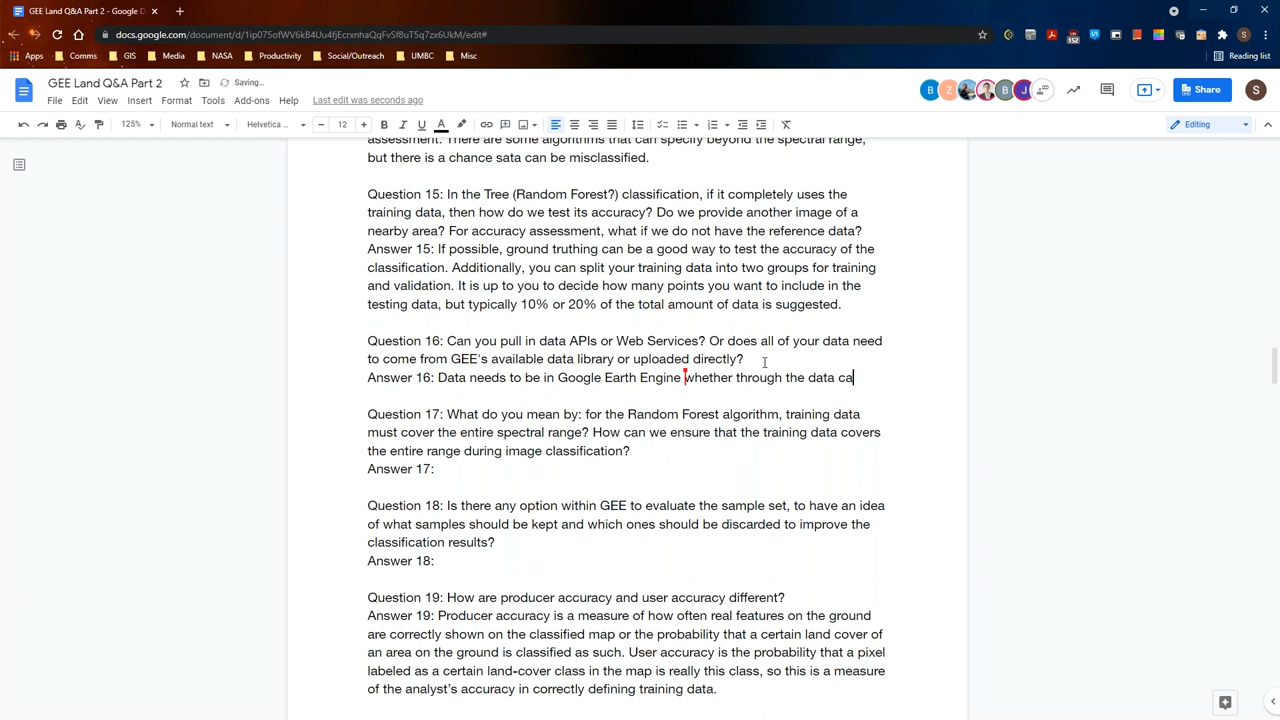 GEE Land Q&A Part 2 - Google D
docs.google.com/document/d/1ip075ofWV6kB4Uu4fjEcrxnhaQqFvSf8uT5q7zx6UkM/edit#
Apps Comms GIS Media NASA Productivity Social/Outreach UMBC Misc Reading list
GEE Land Q&A Part 2 Saving...
File Edit View Insert Format Tools Add-ons Help Last edit was seconds ago
B Z B J Share S
125% Normal text Helvetica ... 12 B I U A Editing
assessment. There are some algorithms that can specify beyond the spectral range,
but there is a chance sata can be misclassified.
Question 15: In the Tree (Random Forest?) classification, if it completely uses the
training data, then how do we test its accuracy? Do we provide another image of a
nearby area? For accuracy assessment, what if we do not have the reference data?
Answer 15: If possible, ground truthing can be a good way to test the accuracy of the
classification. Additionally, you can split your training data into two groups for training
and validation. It is up to you to decide how many points you want to include in the
testing data, but typically 10% or 20% of the total amount of data is suggested.
Question 16: Can you pull in data APIs or Web Services? Or does all of your data need
to come from GEE's available data library or uploaded directly?
Answer 16: Data needs to be in Google Earth Engine whether through the data ca
Question 17: What do you mean by: for the Random Forest algorithm, training data
must cover the entire spectral range? How can we ensure that the training data covers
the entire range during image classification?
Answer 17:
Question 18: Is there any option within GEE to evaluate the sample set, to have an idea
of what samples should be kept and which ones should be discarded to improve the
classification results?
Answer 18:
Question 19: How are producer accuracy and user accuracy different?
Answer 19: Producer accuracy is a measure of how often real features on the ground
are correctly shown on the classified map or the probability that a certain land cover of
an area on the ground is classified as such. User accuracy is the probability that a pixel
labeled as a certain land-cover class in the map is really this class, so this is a measure
of the analyst's accuracy in correctly defining training data.